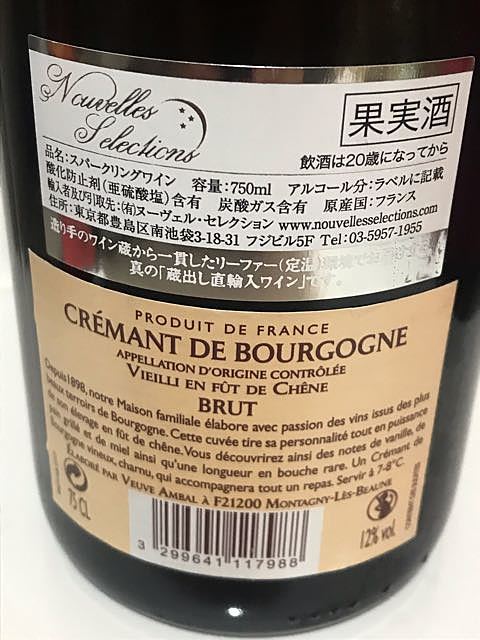 Nouvelles
Selections
果実酒
飲酒は20歳になってから
品名:スパークリングワイン 容量:750ml アルコール分:ラベルに記載
酸化防止剤(亜硫酸塩)含有 炭酸ガス含有 原産国:フランス
輸入者及び引取先:(有)ヌーヴェル・セレクション www.nouvellesselections.com
住所:東京都豊島区南池袋3-18-31 フジビル5F Tel:03-5957-1955
造り手のワイン蔵から一貫したリーファー(定温)
真の「蔵出し直輸入ワイン」です。
PRODUIT DE FRANCE
CRÉMANT DE BOURGOGNE
APPELLATION D'ORIGINE CONTRÔLÉE
VIEILLI EN FÛT DE CHÊNE
BRUT
Depuis 1898, notre Maison familiale élabore avec passion des vins issus des plus
beaux terroirs de Bourgogne. Cette cuvée tire sa personnalité tout en puissance
de son élevage en fût de chêne. Vous découvrirez ainsi des notes de vanille, de
pain grillé et de miel ainsi qu'une longueur en bouche rare. Un Crémant de
Bourgogne vineux, charnu, qui accompagnera tout un repas. Servir à 7-8°C.
ELABORÉ PAR VEUVE AMBAL À F21200 MONTAGNY-LÈS-BEAUNE
75 CL
12% vol.
3 299641 117988